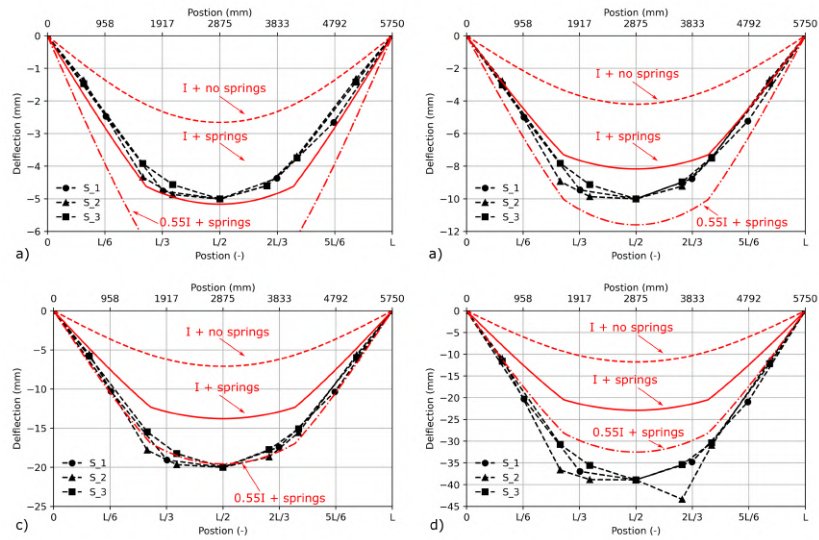 Postion (mm)
0 958 1917 2875 3833 4792 5750
Delflection (mm)
0
−1
−2
−3
−4
−5
−6
I + no springs
I + springs
0.55I + springs
S_1
S_2
S_3
0 L/6 L/3 L/2 2L/3 5L/6 L
Postion (-)
a)
Postion (mm)
0 958 1917 2875 3833 4792 5750
Delflection (mm)
0
−2
−4
−6
−8
−10
−12
I + no springs
I + springs
0.55I + springs
S_1
S_2
S_3
0 L/6 L/3 L/2 2L/3 5L/6 L
Postion (-)
a)
Postion (mm)
0 958 1917 2875 3833 4792 5750
Deflection (mm)
0
−5
−10
−15
−20
−25
I + no springs
I + springs
0.55I + springs
S_1
S_2
S_3
0 L/6 L/3 L/2 2L/3 5L/6 L
Postion (-)
c)
Postion (mm)
0 958 1917 2875 3833 4792 5750
Deflection (mm)
0
−5
−10
−15
−20
−25
−30
−35
−40
−45
I + no springs
I + springs
0.55I + springs
S_1
S_2
S_3
0 L/6 L/3 L/2 2L/3 5L/6 L
Postion (-)
d)